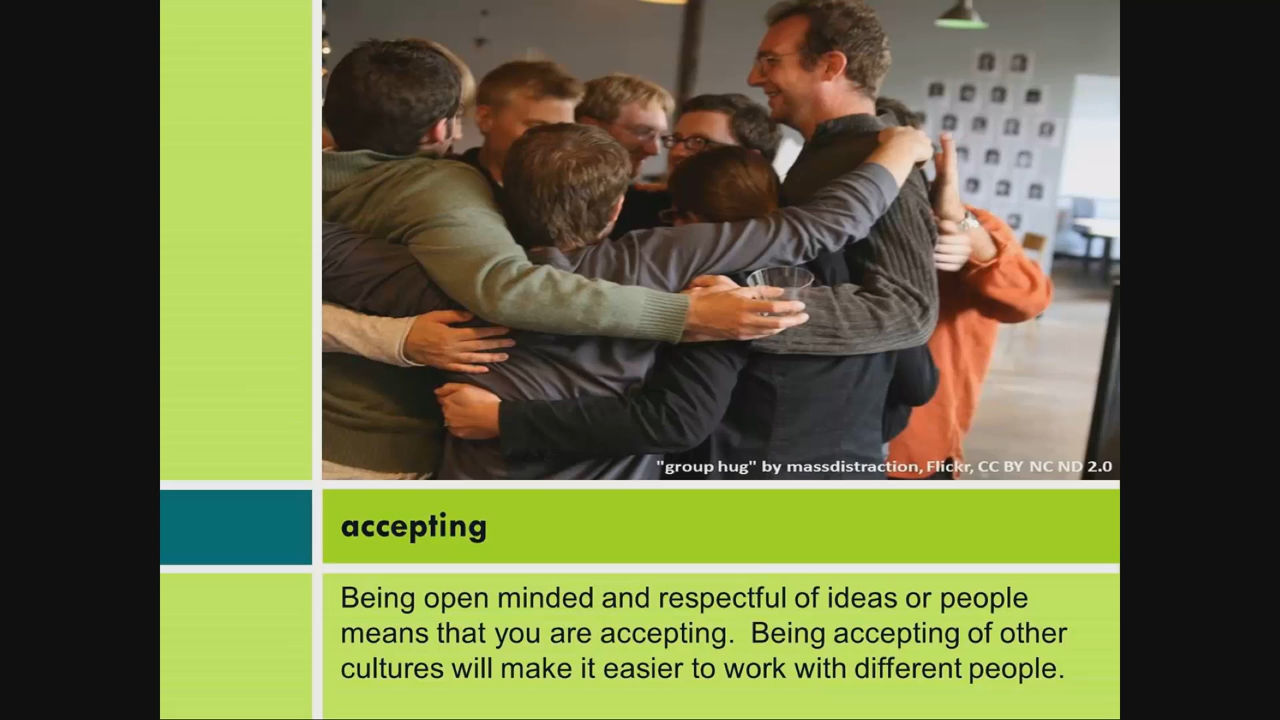 "group hug" by massdistraction, Flickr, CC BY NC ND 2.0
accepting
Being open minded and respectful of ideas or people
means that you are accepting.  Being accepting of other
cultures will make it easier to work with different people.